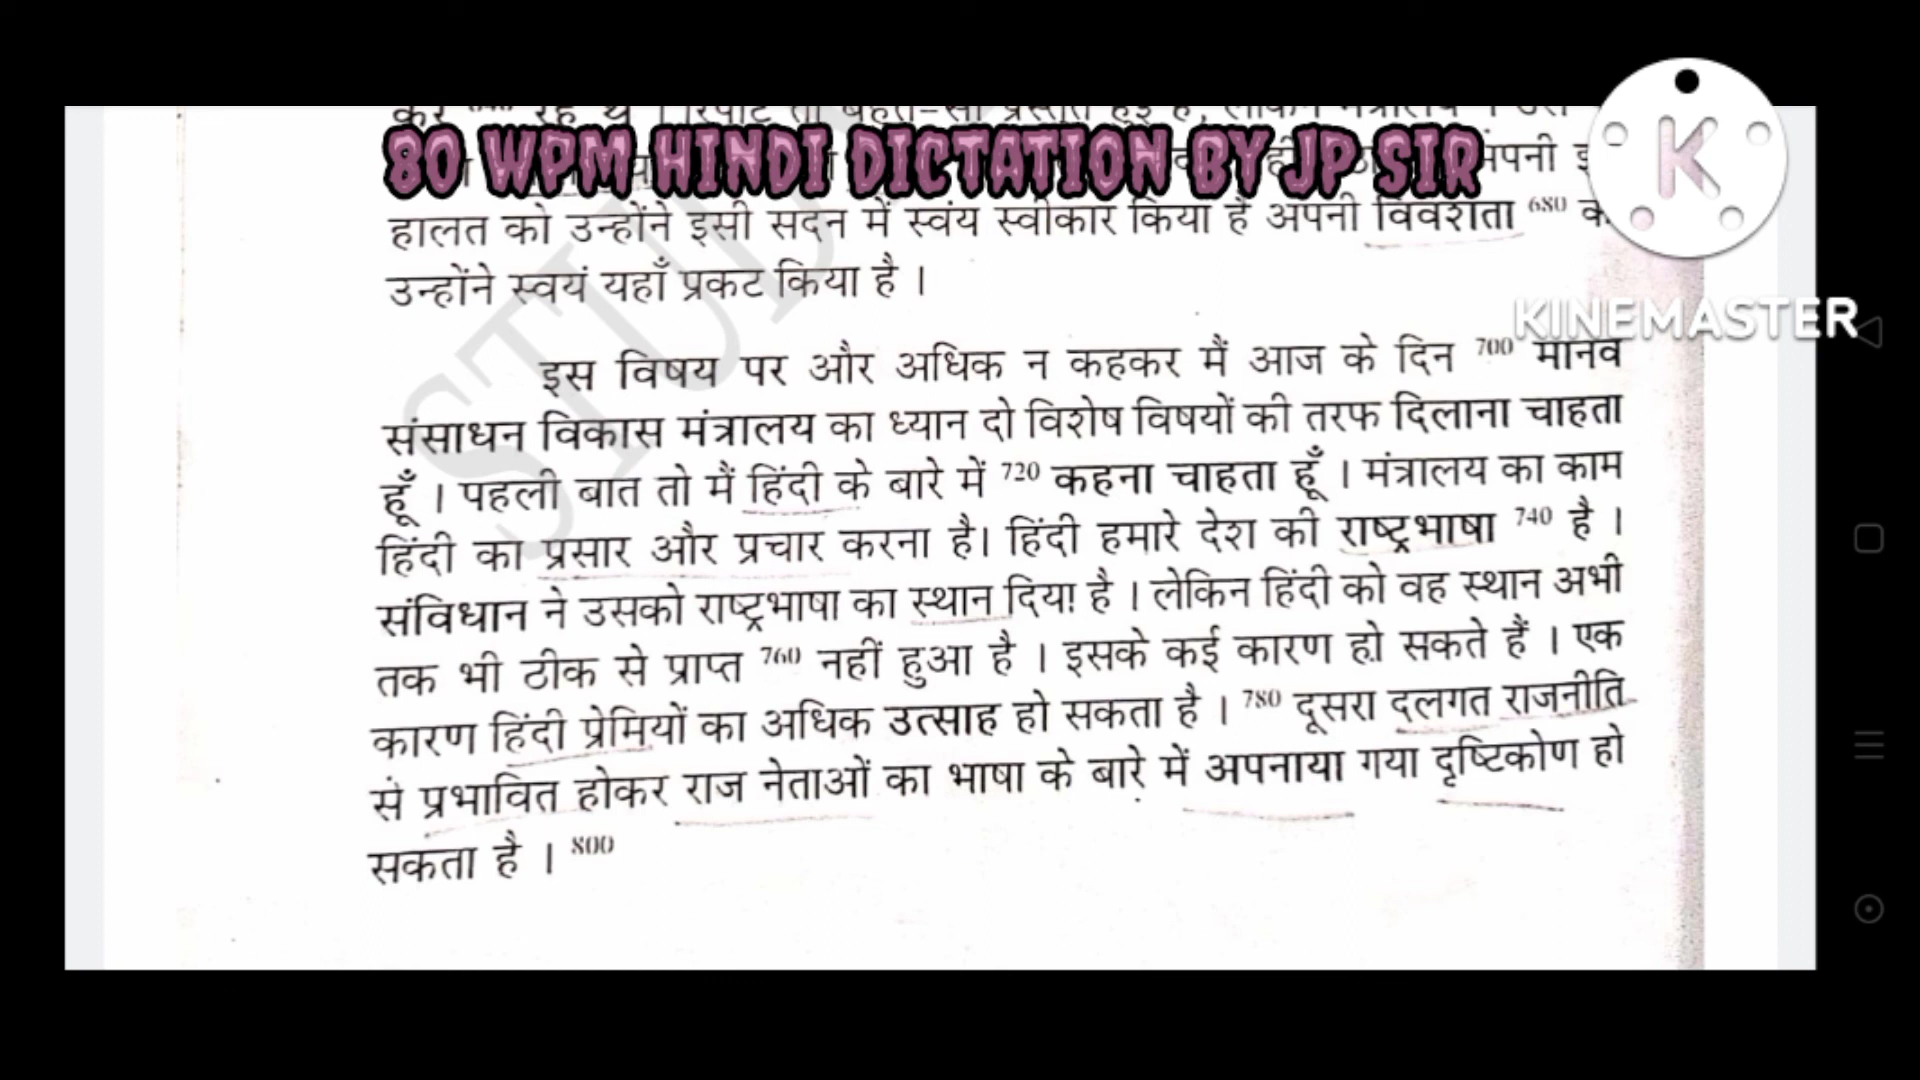 80 WPM HINDI DICTATION BY JP SIR
हालत को उन्होंने इसी सदन में स्वंय स्वीकार किया है अपनी विवशता 680
उन्होंने स्वयं यहाँ प्रकट किया है ।
KINEMASTER
इस विषय पर और अधिक न कहकर मैं आज के दिन 700 मानव
संसाधन विकास मंत्रालय का ध्यान दो विशेष विषयों की तरफ दिलाना चाहता
हूँ । पहली बात तो मैं हिंदी के बारे में 720 कहना चाहता हूँ । मंत्रालय का काम
हिंदी का प्रसार और प्रचार करना है। हिंदी हमारे देश की राष्ट्रभाषा 740 है ।
संविधान ने उसको राष्ट्रभाषा का स्थान दिया है । लेकिन हिंदी को वह स्थान अभी
तक भी ठीक से प्राप्त 760 नहीं हुआ है । इसके कई कारण हो सकते हैं । एक
कारण हिंदी प्रेमियों का अधिक उत्साह हो सकता है । 780 दूसरा दलगत राजनीति
से प्रभावित होकर राज नेताओं का भाषा के बारे में अपनाया गया दृष्टिकोण हो
सकता है । 800